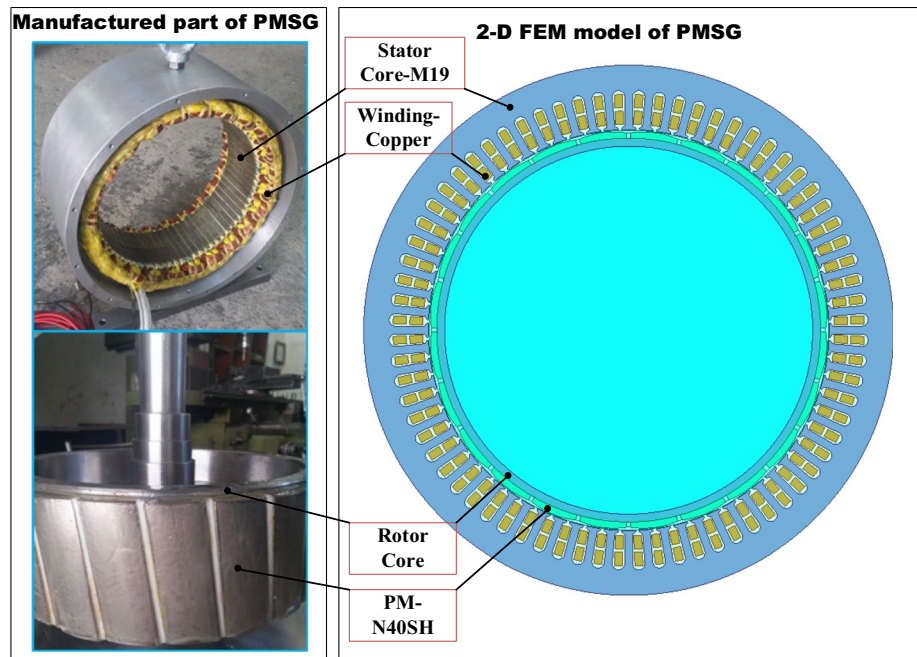 Manufactured part of PMSG
2-D FEM model of PMSG
Stator
Core-M19
Winding-
Copper
Rotor
Core
PM-
N40SH